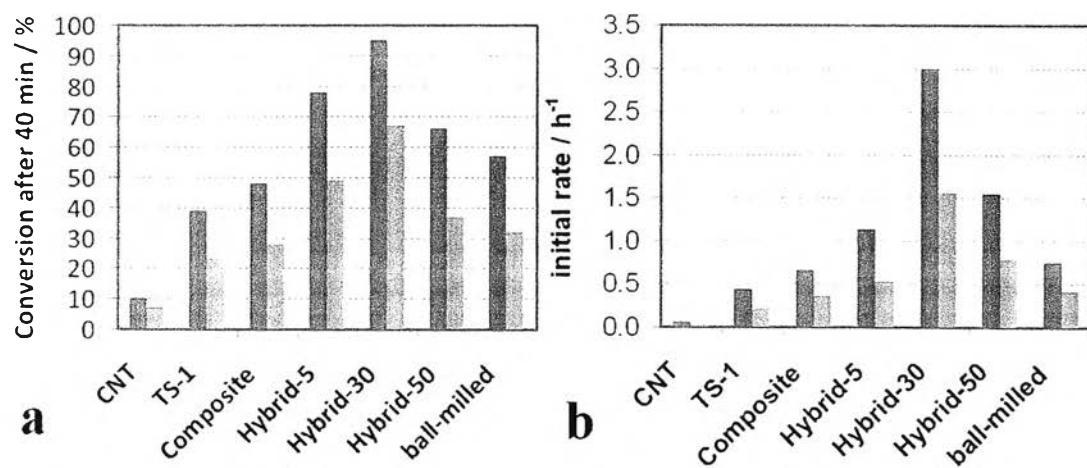 Conversion after 40 min / %
100
90
80
70
60
50
40
30
20
10
0
CNT
TS-1
Composite
Hybrid-5
Hybrid-30
Hybrid-50
ball-milled
a
initial rate / h⁻¹
3.5
3.0
2.5
2.0
1.5
1.0
0.5
0.0
CNT
TS-1
Composite
Hybrid-5
Hybrid-30
Hybrid-50
ball-milled
b